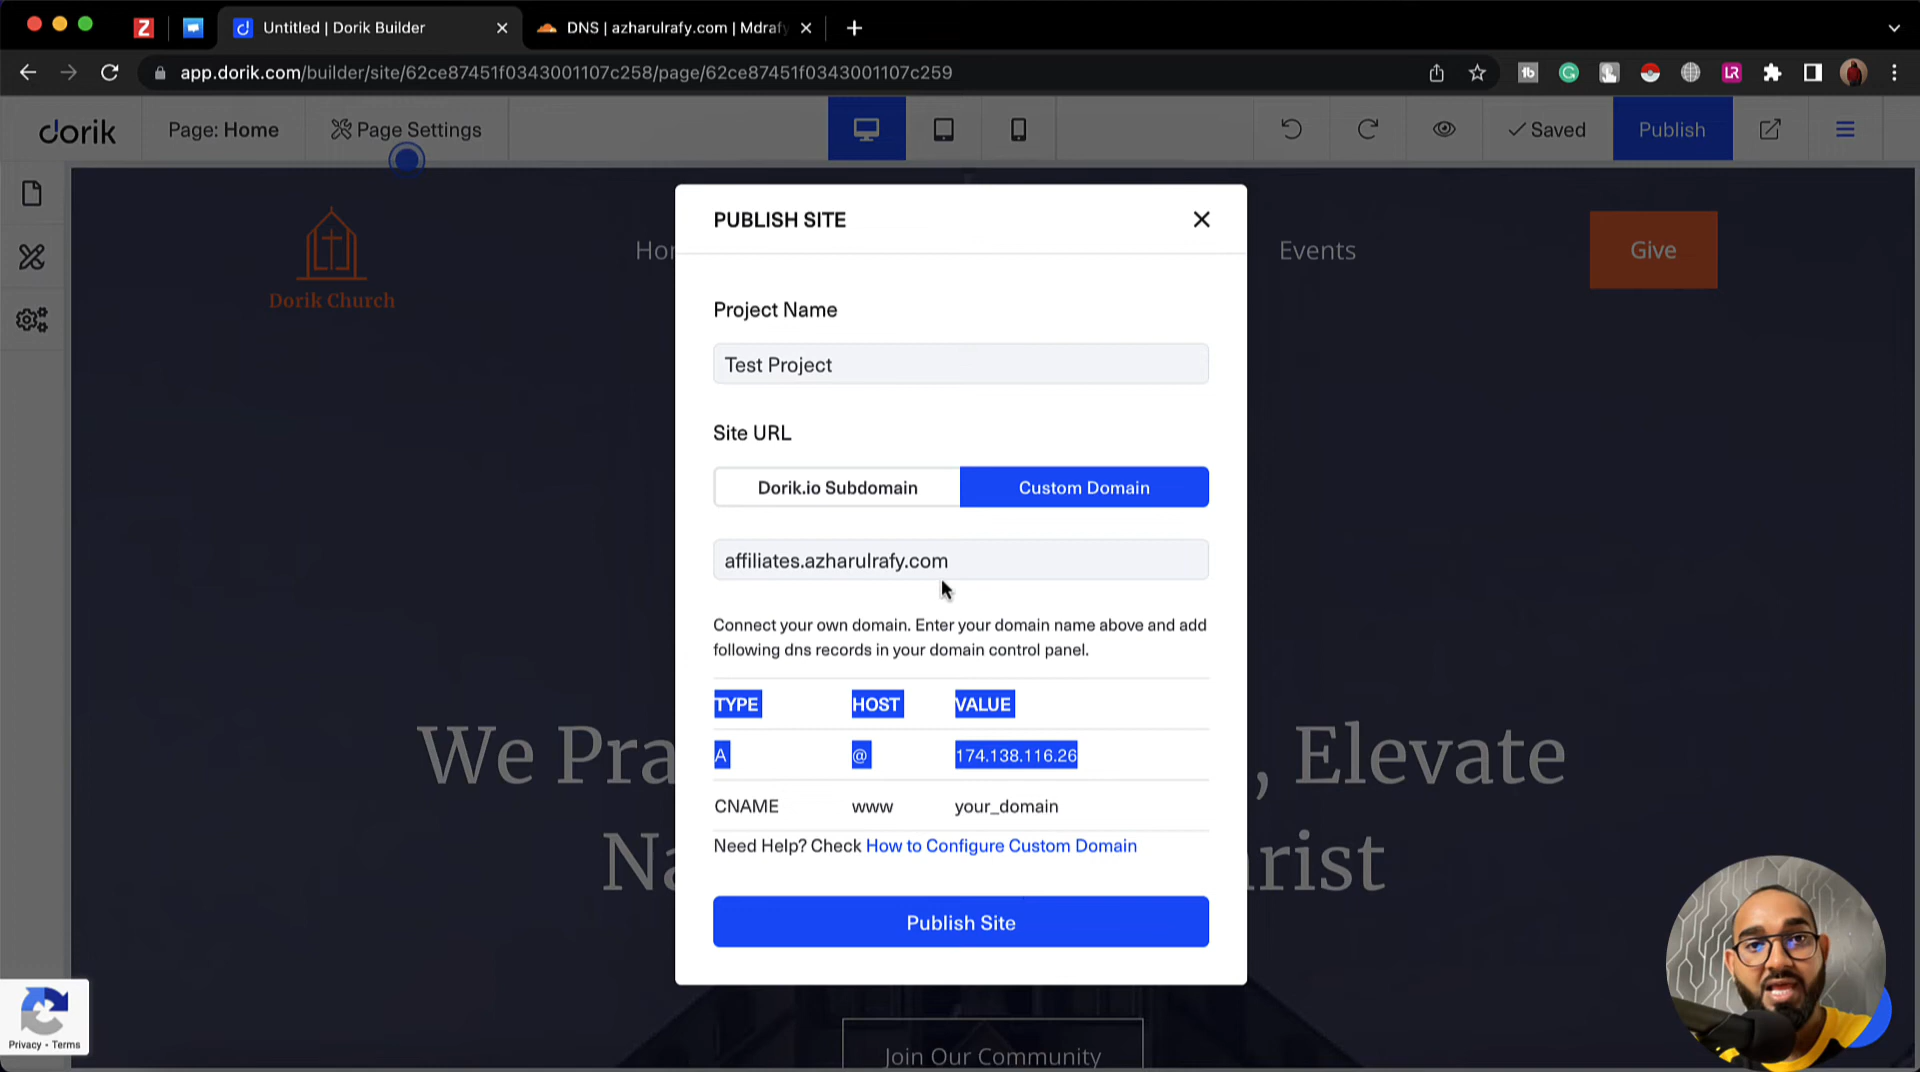 Untitled | Dorik Builder
DNS | azharulrafy.com | Mdrafy
app.dorik.com/builder/site/62ce87451f0343001107c258/page/62ce87451f0343001107c259
dorik
Page: Home
Page Settings
Saved
Publish
PUBLISH SITE
Dorik Church
Events
Give
Project Name
Test Project
Site URL
Dorik.io Subdomain
Custom Domain
affiliates.azharulrafy.com
Connect your own domain. Enter your domain name above and add
following dns records in your domain control panel.
TYPE HOST VALUE
A @ 174.138.116.26
CNAME www your_domain
Need Help? Check How to Configure Custom Domain
Publish Site
We Pra , Elevate
Na rist
Join Our Community
Privacy - Terms